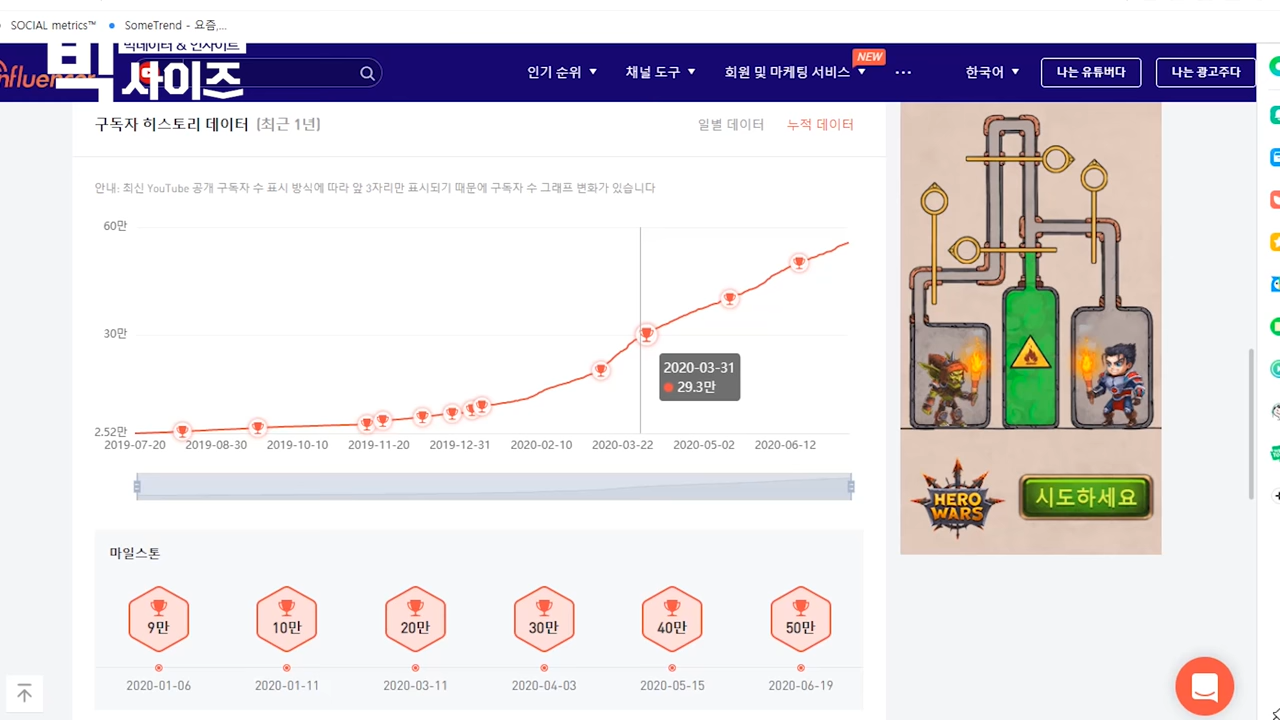 SOCIAL metrics™
SomeTrend - 요즘,...
빅데이터 & 인사이트
빅
사이즈
인기 순위 ▼
채널 도구 ▼
회원 및 마케팅 서비스 ▼
NEW
...
한국어 ▼
나는 유튜버다
나는 광고주다
구독자 히스토리 데이터 (최근 1년)
일별 데이터
누적 데이터
안내: 최신 YouTube 공개 구독자 수 표시 방식에 따라 앞 3자리만 표시되기 때문에 구독자 수 그래프 변화가 있습니다
60만
30만
2.52만
2020-03-31
29.3만
2019-07-20
2019-08-30
2019-10-10
2019-11-20
2019-12-31
2020-02-10
2020-03-22
2020-05-02
2020-06-12
마일스톤
9만
10만
20만
30만
40만
50만
2020-01-06
2020-01-11
2020-03-11
2020-04-03
2020-05-15
2020-06-19
HERO
WARS
시도하세요